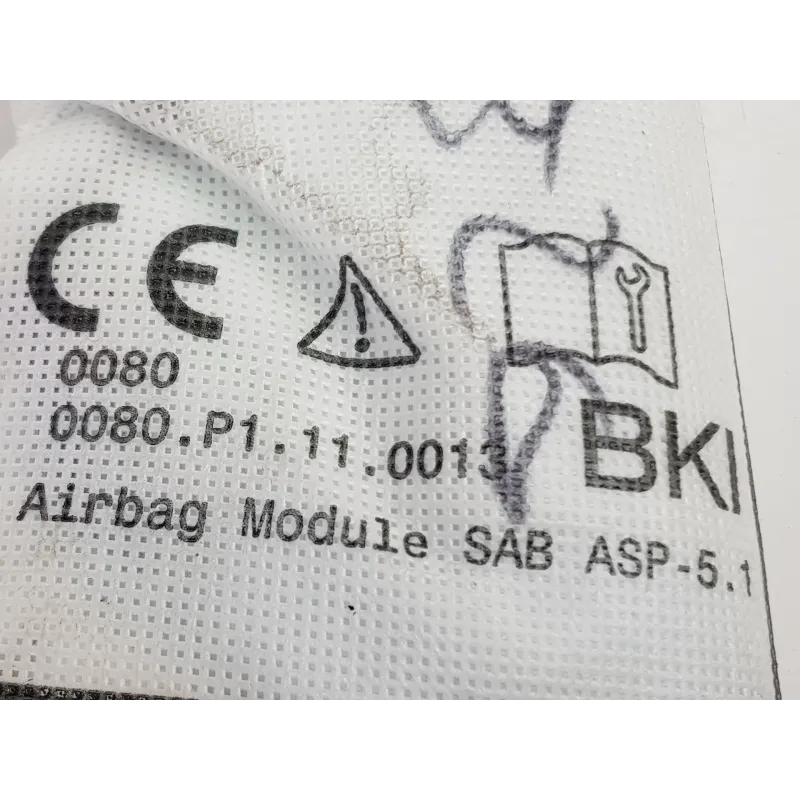 CE
0080
0080.P1.11.0013
BKI
Airbag Module SAB ASP-5.1